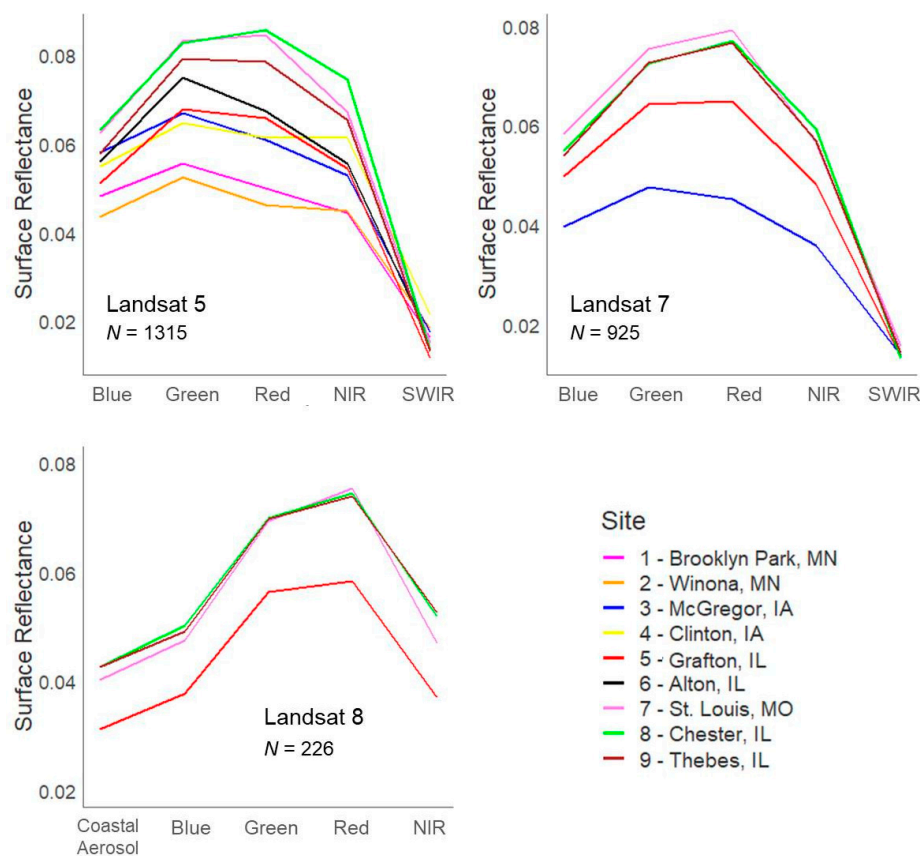 Surface Reflectance
0.08
0.06
0.04
0.02
Landsat 5
N = 1315
Blue Green Red NIR SWIR
Surface Reflectance
0.08
0.06
0.04
0.02
Landsat 7
N = 925
Blue Green Red NIR SWIR
Surface Reflectance
0.08
0.06
0.04
0.02
Landsat 8
N = 226
Coastal
Aerosol Blue Green Red NIR
Site
1 - Brooklyn Park, MN
2 - Winona, MN
3 - McGregor, IA
4 - Clinton, IA
5 - Grafton, IL
6 - Alton, IL
7 - St. Louis, MO
8 - Chester, IL
9 - Thebes, IL